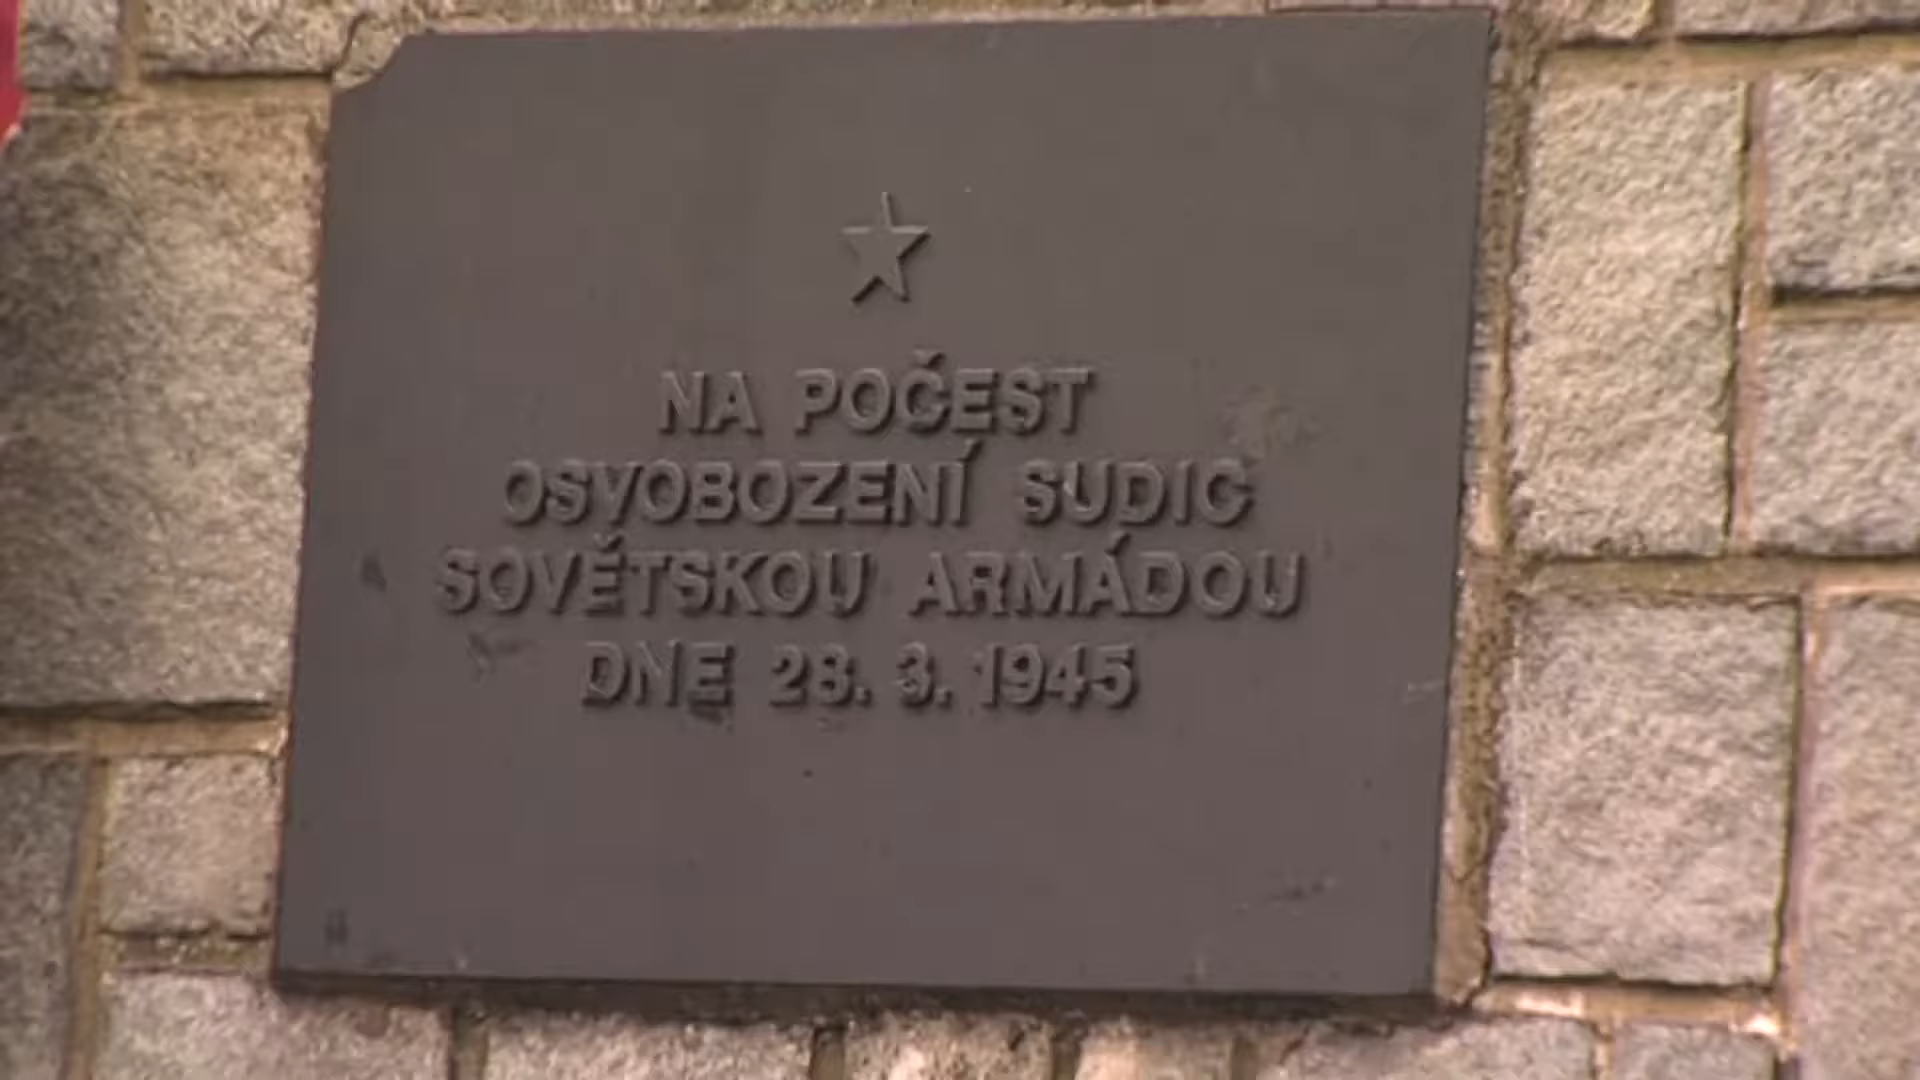 NA POČEST
OSVOBOZENÍ SUDIC
SOVĚTSKOU ARMÁDOU
DNE 28. 3. 1945